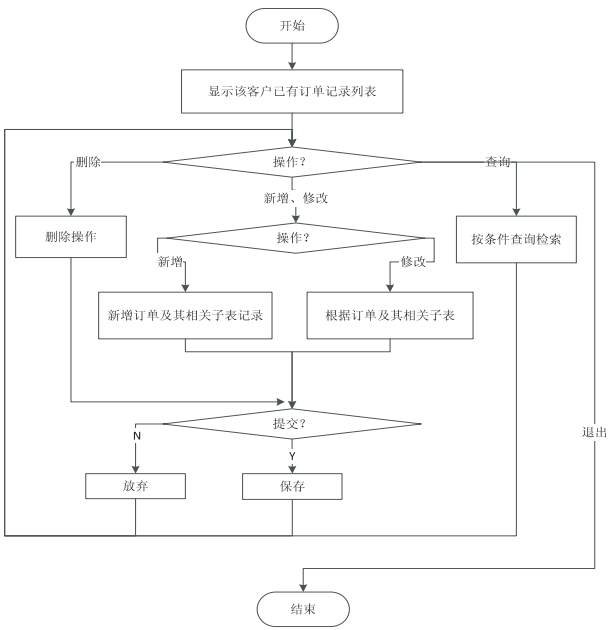 开始
显示该客户已有订单记录列表
操作？
删除
查询
新增、修改
删除操作
操作？
按条件查询检索
新增
修改
新增订单及其相关子表记录
根据订单及其相关子表
提交？
退出
N
Y
放弃
保存
结束